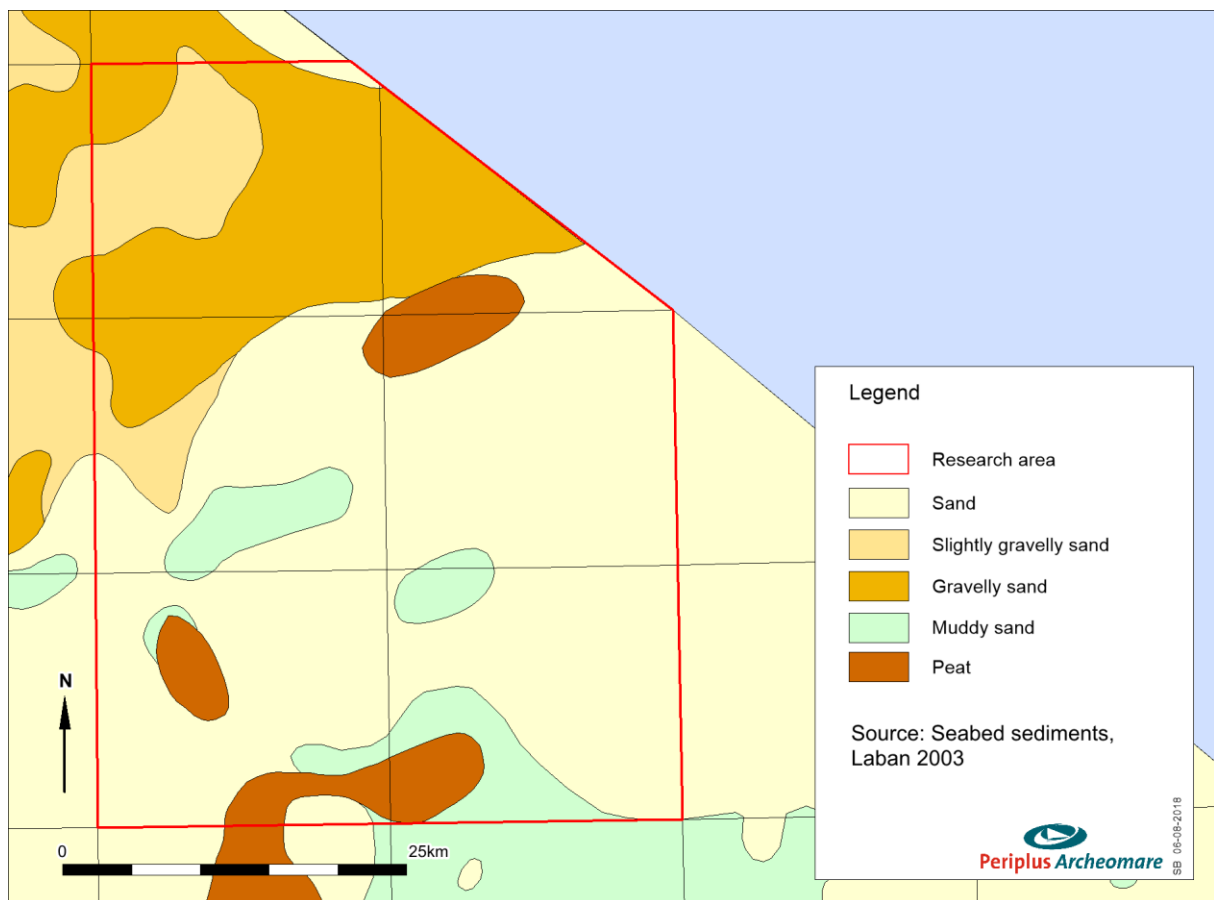 Legend
Research area
Sand
Slightly gravelly sand
Gravelly sand
Muddy sand
Peat
Source: Seabed sediments,
Laban 2003
N
0
25km
Periplus Archeomare
SB 06-08-2018